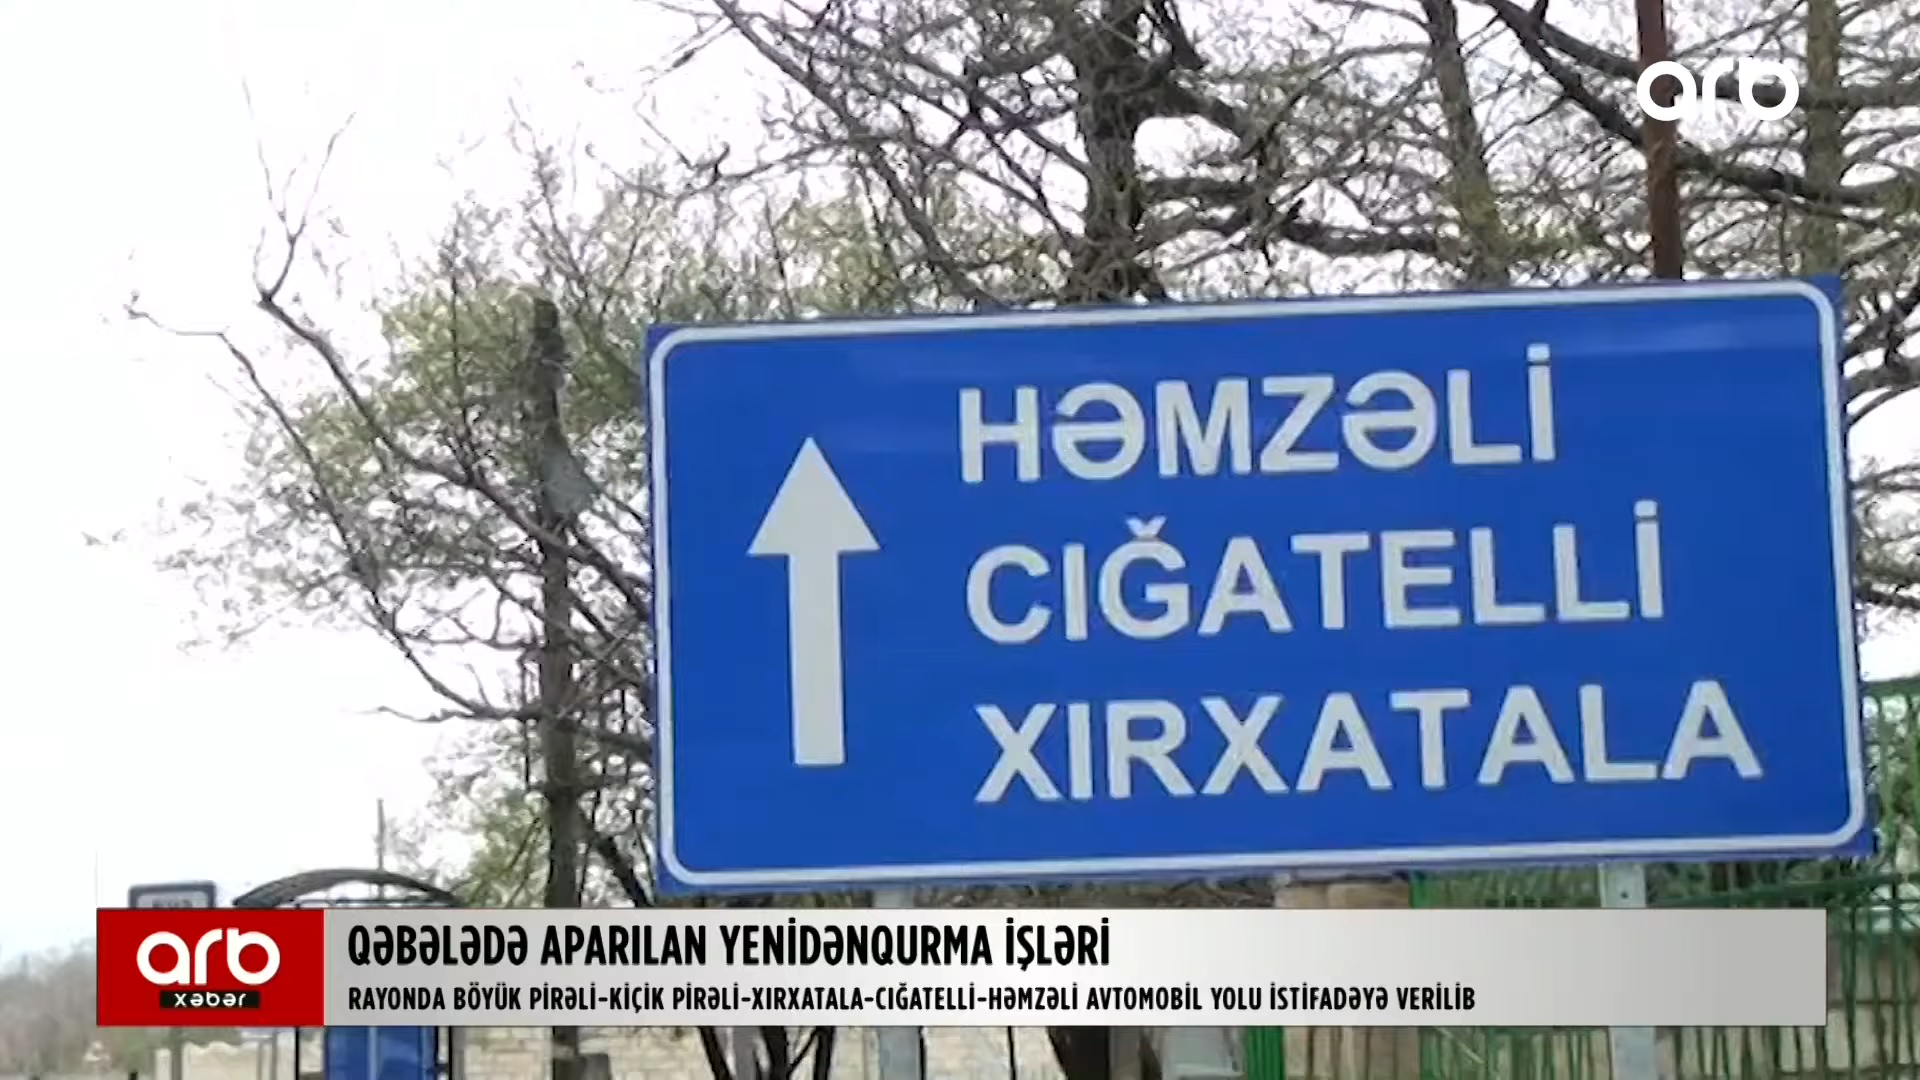 arb
HƏMZƏLİ
CIĞATELLİ
XIRXATALA
arb
xəbər
QƏBƏLƏDƏ APARILAN YENİDƏNQURMA İŞLƏRİ
RAYONDA BÖYÜK PİRƏLİ-KİÇİK PİRƏLİ-XIRXATALA-CIĞATELLİ-HƏMZƏLİ AVTOMOBİL YOLU İSTİFADƏYƏ VERİLİB